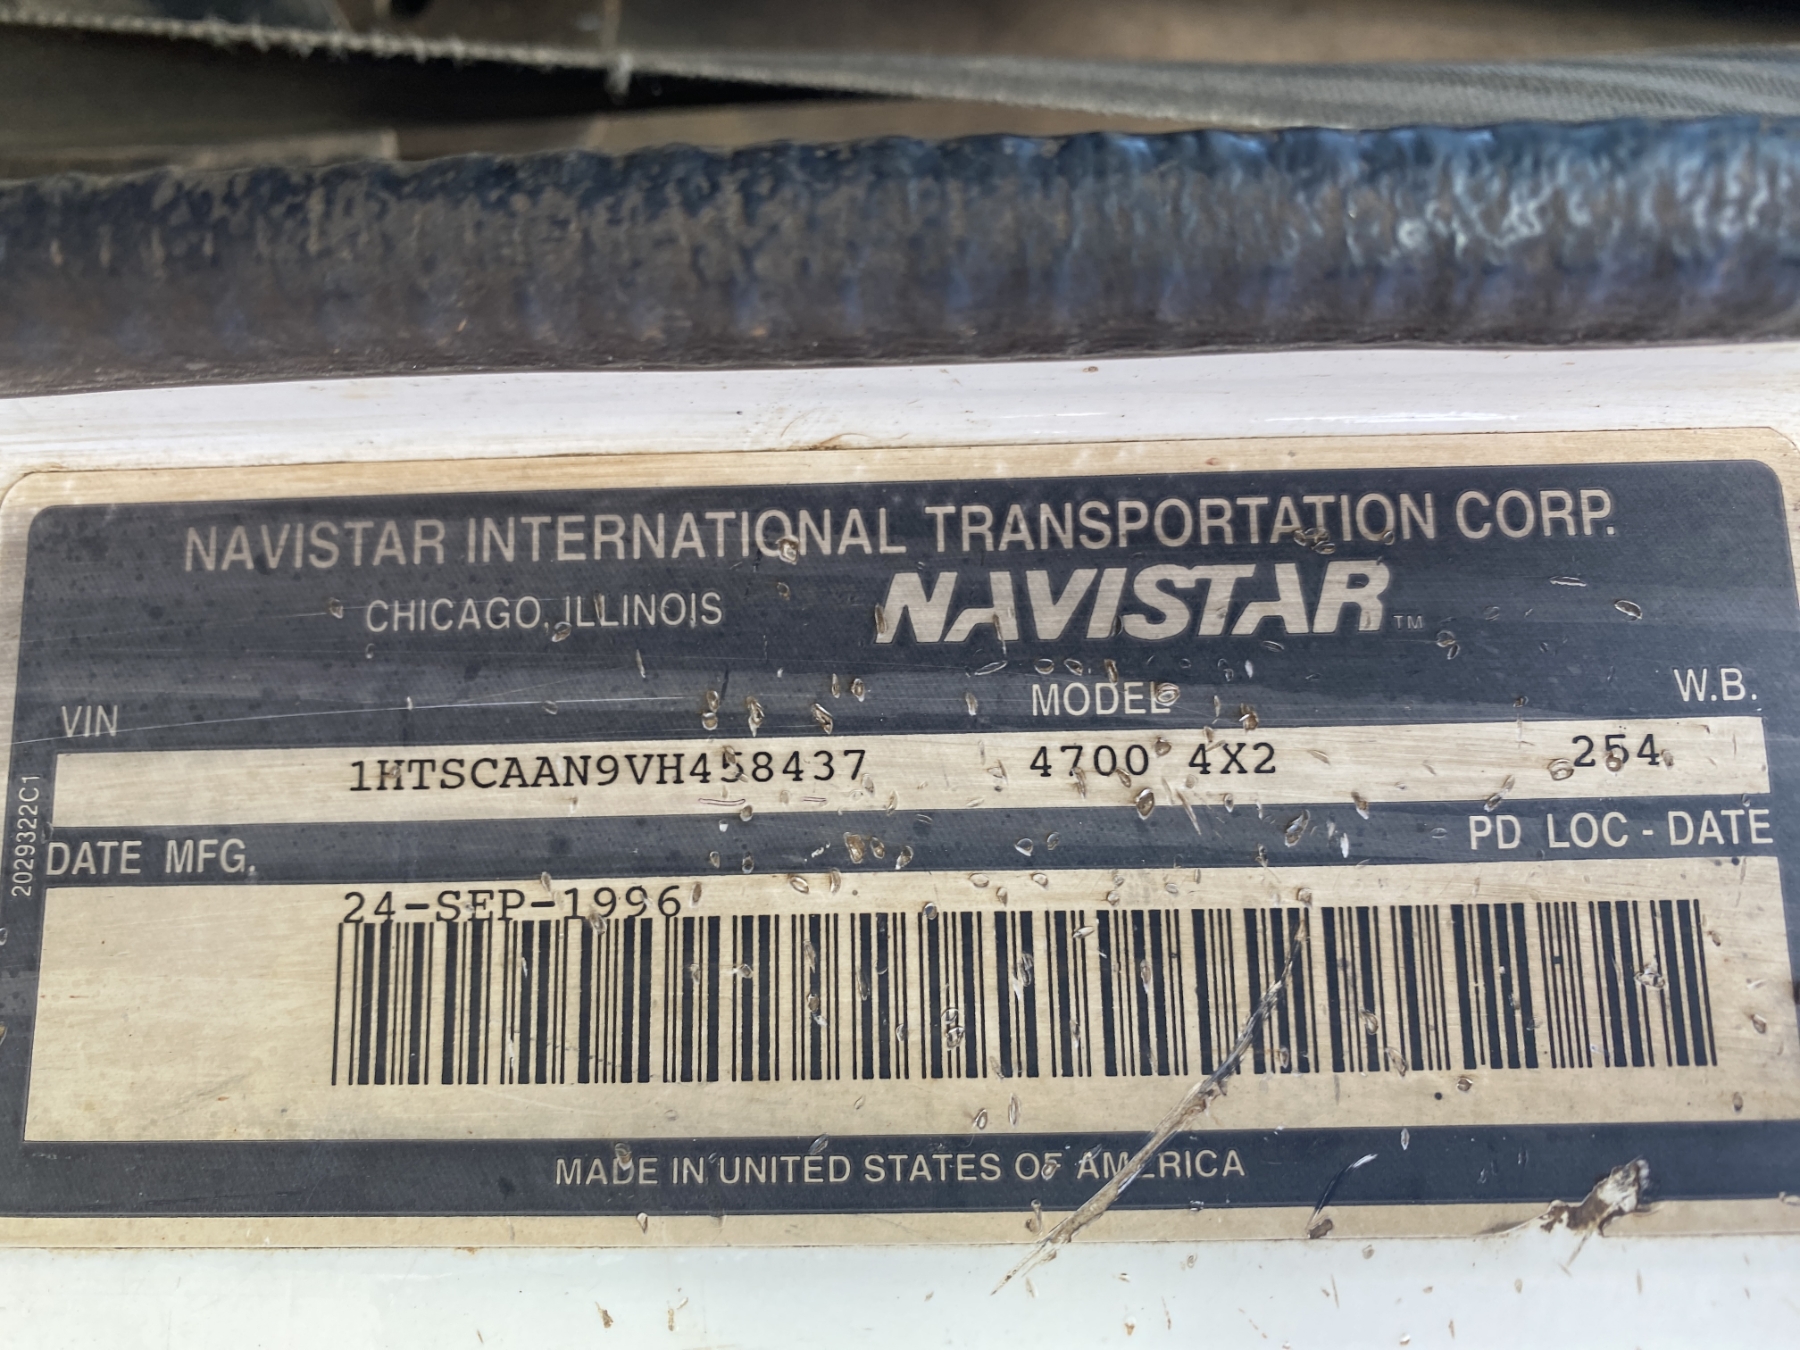 NAVISTAR INTERNATIONAL TRANSPORTATION CORP.
CHICAGO, ILLINOIS NAVISTAR™
VIN MODEL W.B.
1HTSCAAN9VH458437 4700 4X2 254
DATE MFG. PD LOC - DATE
24-SEP-1996
2029322C1
MADE IN UNITED STATES OF AMERICA